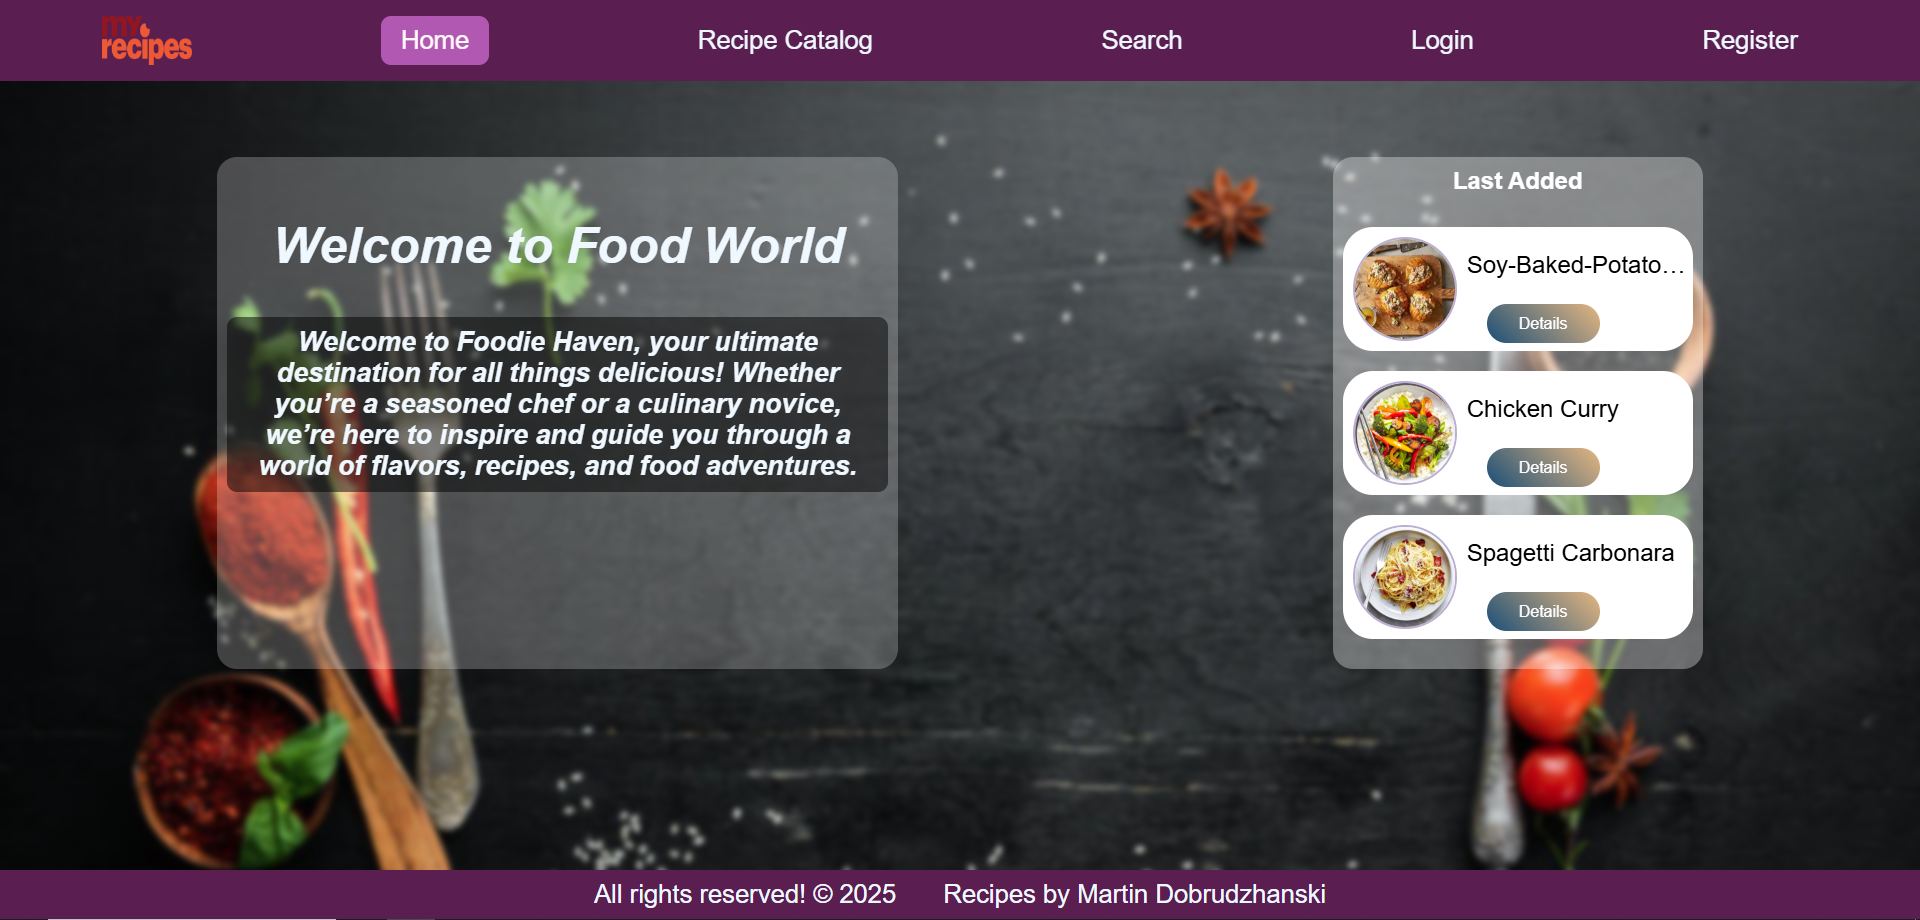 my recipes
Home
Recipe Catalog
Search
Login
Register
Welcome to Food World
Welcome to Foodie Haven, your ultimate
destination for all things delicious! Whether
you’re a seasoned chef or a culinary novice,
we’re here to inspire and guide you through a
world of flavors, recipes, and food adventures.
Last Added
Soy-Baked-Potato…
Details
Chicken Curry
Details
Spagetti Carbonara
Details
All rights reserved! © 2025 Recipes by Martin Dobrudzhanski